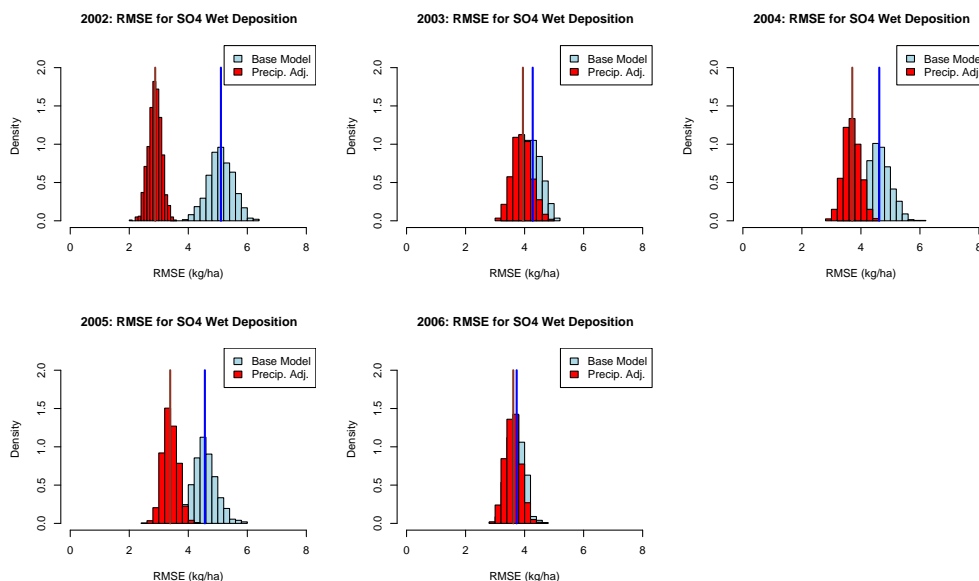 2002: RMSE for SO4 Wet Deposition
Base Model
Precip. Adj.
Density
0.0 0.5 1.0 1.5 2.0
0 2 4 6 8
RMSE (kg/ha)
2003: RMSE for SO4 Wet Deposition
Base Model
Precip. Adj.
Density
0.0 0.5 1.0 1.5 2.0
0 2 4 6 8
RMSE (kg/ha)
2004: RMSE for SO4 Wet Deposition
Base Model
Precip. Adj.
Density
0.0 0.5 1.0 1.5 2.0
0 2 4 6 8
RMSE (kg/ha)
2005: RMSE for SO4 Wet Deposition
Base Model
Precip. Adj.
Density
0.0 0.5 1.0 1.5 2.0
0 2 4 6 8
RMSE (kg/ha)
2006: RMSE for SO4 Wet Deposition
Base Model
Precip. Adj.
Density
0.0 0.5 1.0 1.5 2.0
0 2 4 6 8
RMSE (kg/ha)